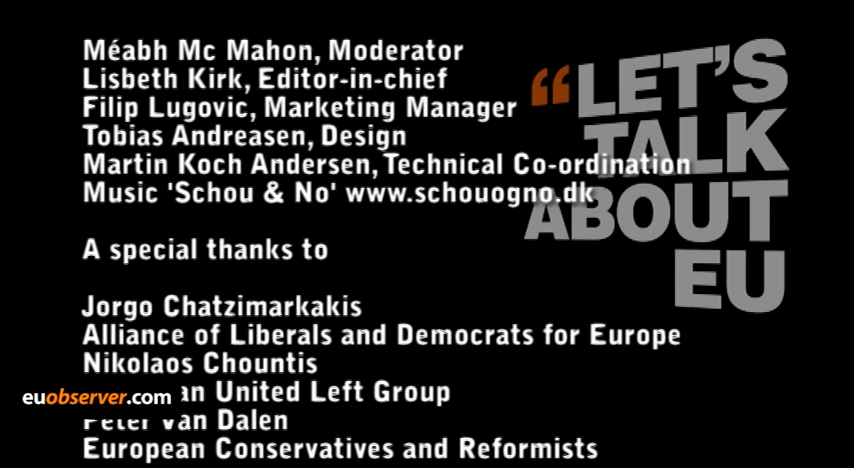 Méabh Mc Mahon, Moderator
Lisbeth Kirk, Editor-in-chief
Filip Lugovic, Marketing Manager
Tobias Andreasen, Design
Martin Koch Andersen, Technical Co-ordination
Music 'Schou & No' www.schouogno.dk
A special thanks to
Jorgo Chatzimarkakis
Alliance of Liberals and Democrats for Europe
Nikolaos Chountis
an United Left Group
Peter van Dalen
European Conservatives and Reformists
“LET'S
TALK
ABOUT
EU
euobserver.com